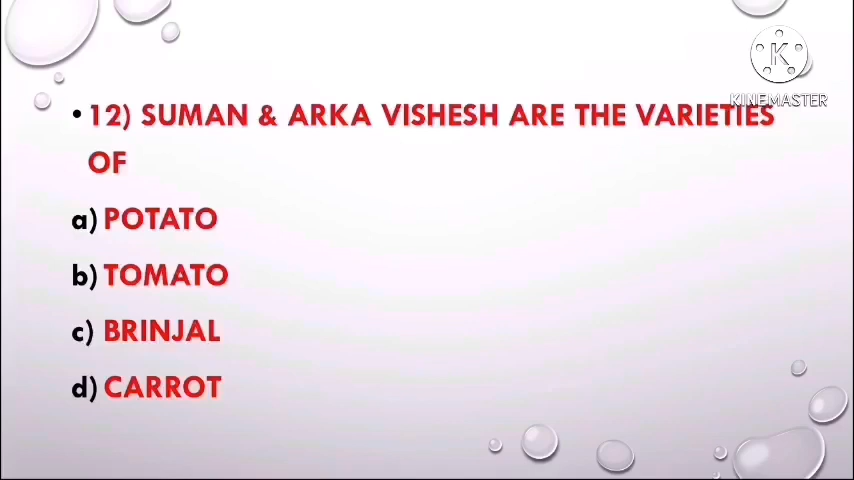 KINEMASTER
• 12) SUMAN & ARKA VISHESH ARE THE VARIETIES
OF
a) POTATO
b) TOMATO
c) BRINJAL
d) CARROT